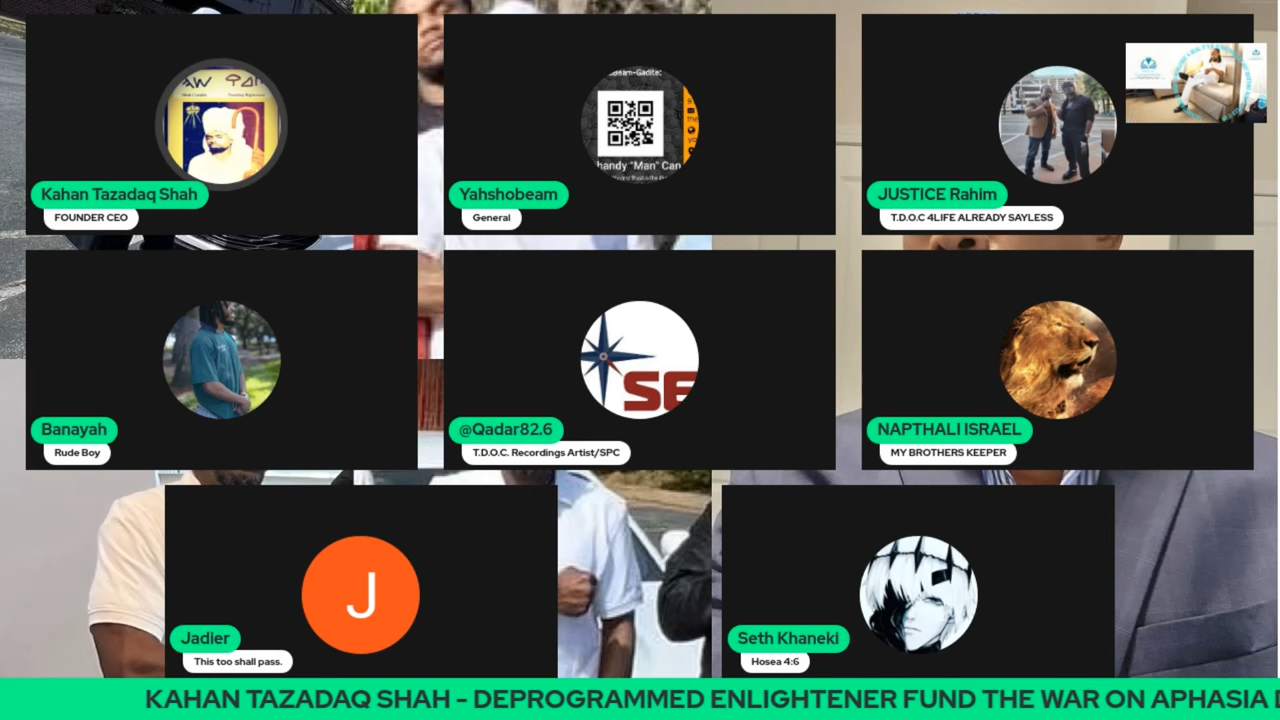 Kahan Tazadaq Shah
FOUNDER CEO
Yahshobeam
General
JUSTICE Rahim
T.D.O.C 4LIFE ALREADY SAYLESS
Banayah
Rude Boy
SE
@Qadar82.6
T.D.O.C. Recordings Artist/SPC
NAPTHALI ISRAEL
MY BROTHERS KEEPER
J
Jadier
This too shall pass.
Seth Khaneki
Hosea 4:6
KAHAN TAZADAQ SHAH - DEPROGRAMMED ENLIGHTENER FUND THE WAR ON APHASIA